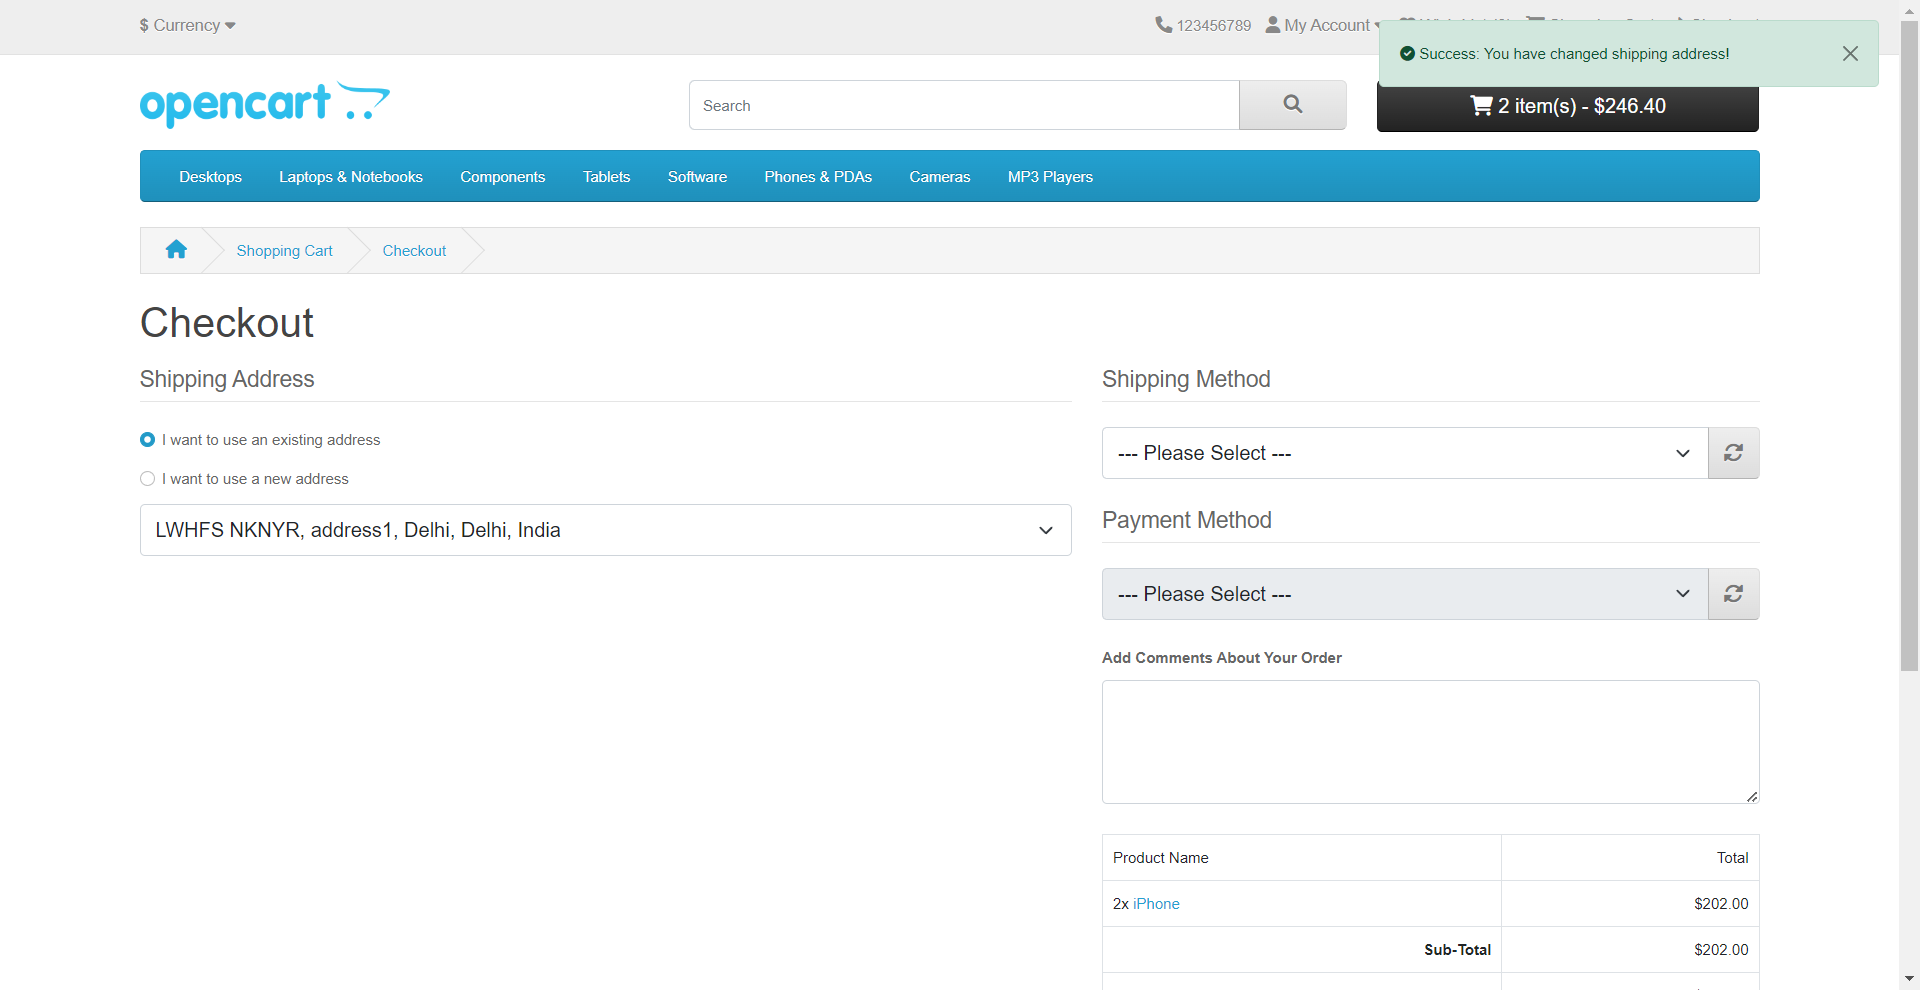 $ Currency
123456789 My Account
Success: You have changed shipping address!
opencart
Search
2 item(s) - $246.40
Desktops Laptops & Notebooks Components Tablets Software Phones & PDAs Cameras MP3 Players
Shopping Cart Checkout
Checkout
Shipping Address
I want to use an existing address
I want to use a new address
LWHFS NKNYR, address1, Delhi, Delhi, India
Shipping Method
--- Please Select ---
Payment Method
--- Please Select ---
Add Comments About Your Order
Product Name Total
2x iPhone $202.00
Sub-Total $202.00